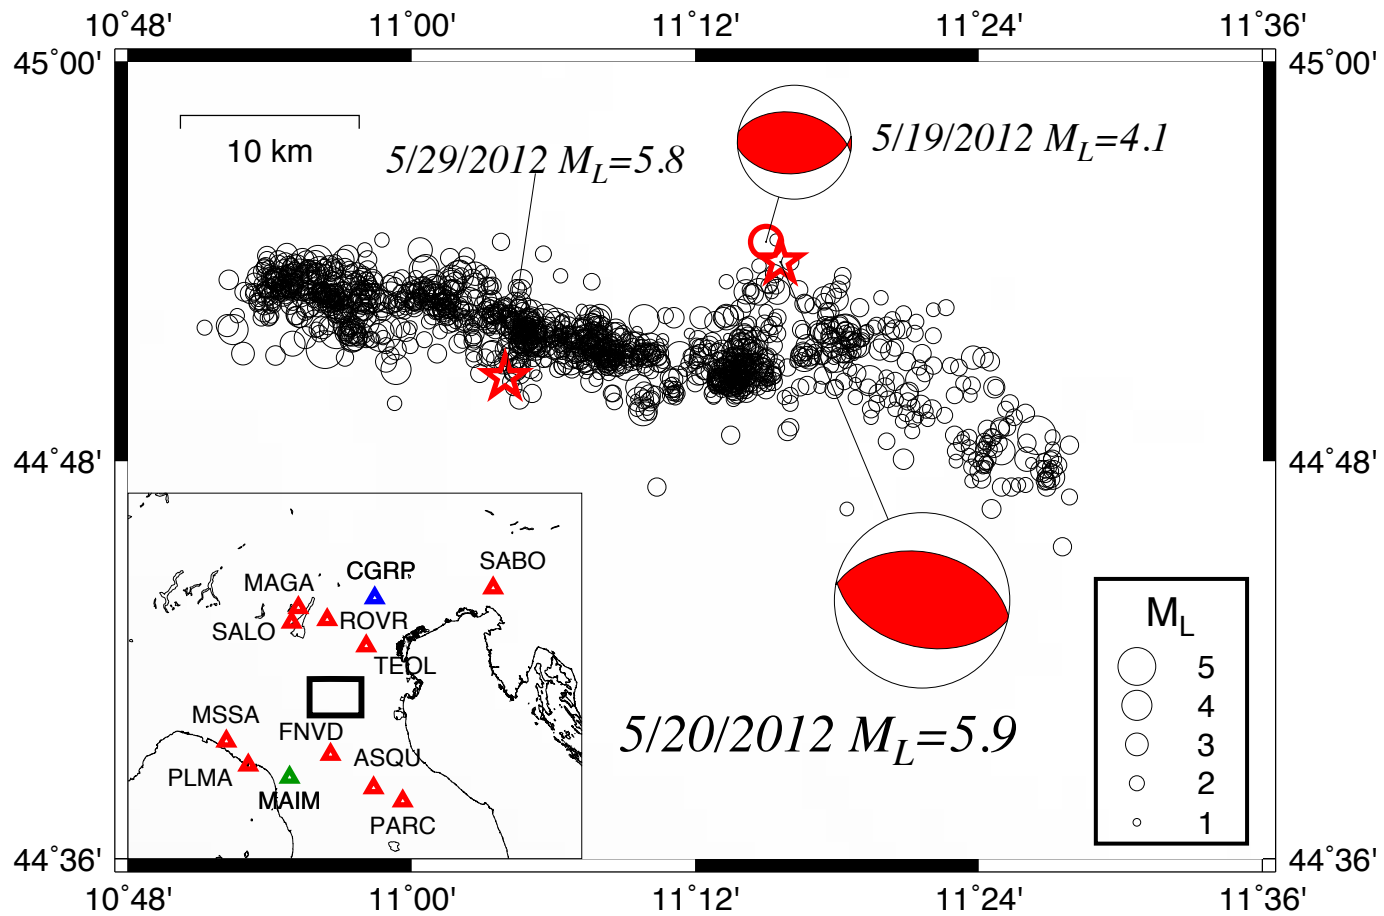 10˚48' 11˚00' 11˚12' 11˚24' 11˚36'
45˚00' 45˚00'
10 km
5/29/2012 ML=5.8
5/19/2012 ML=4.1
44˚48' 44˚48'
SABO
CGRP
MAGA
ROVR
SALO
TEOL
MSSA
FNVD
ASQU
PLMA
MAIM
PARC
5/20/2012 ML=5.9
ML
5
4
3
2
1
44˚36' 44˚36'
10˚48' 11˚00' 11˚12' 11˚24' 11˚36'